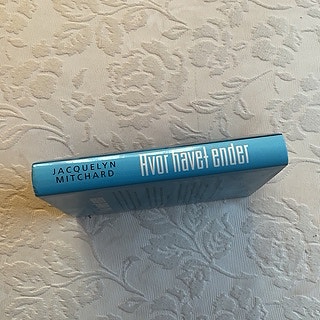 JACQUELYN
MITCHARD
Hvor havet ender